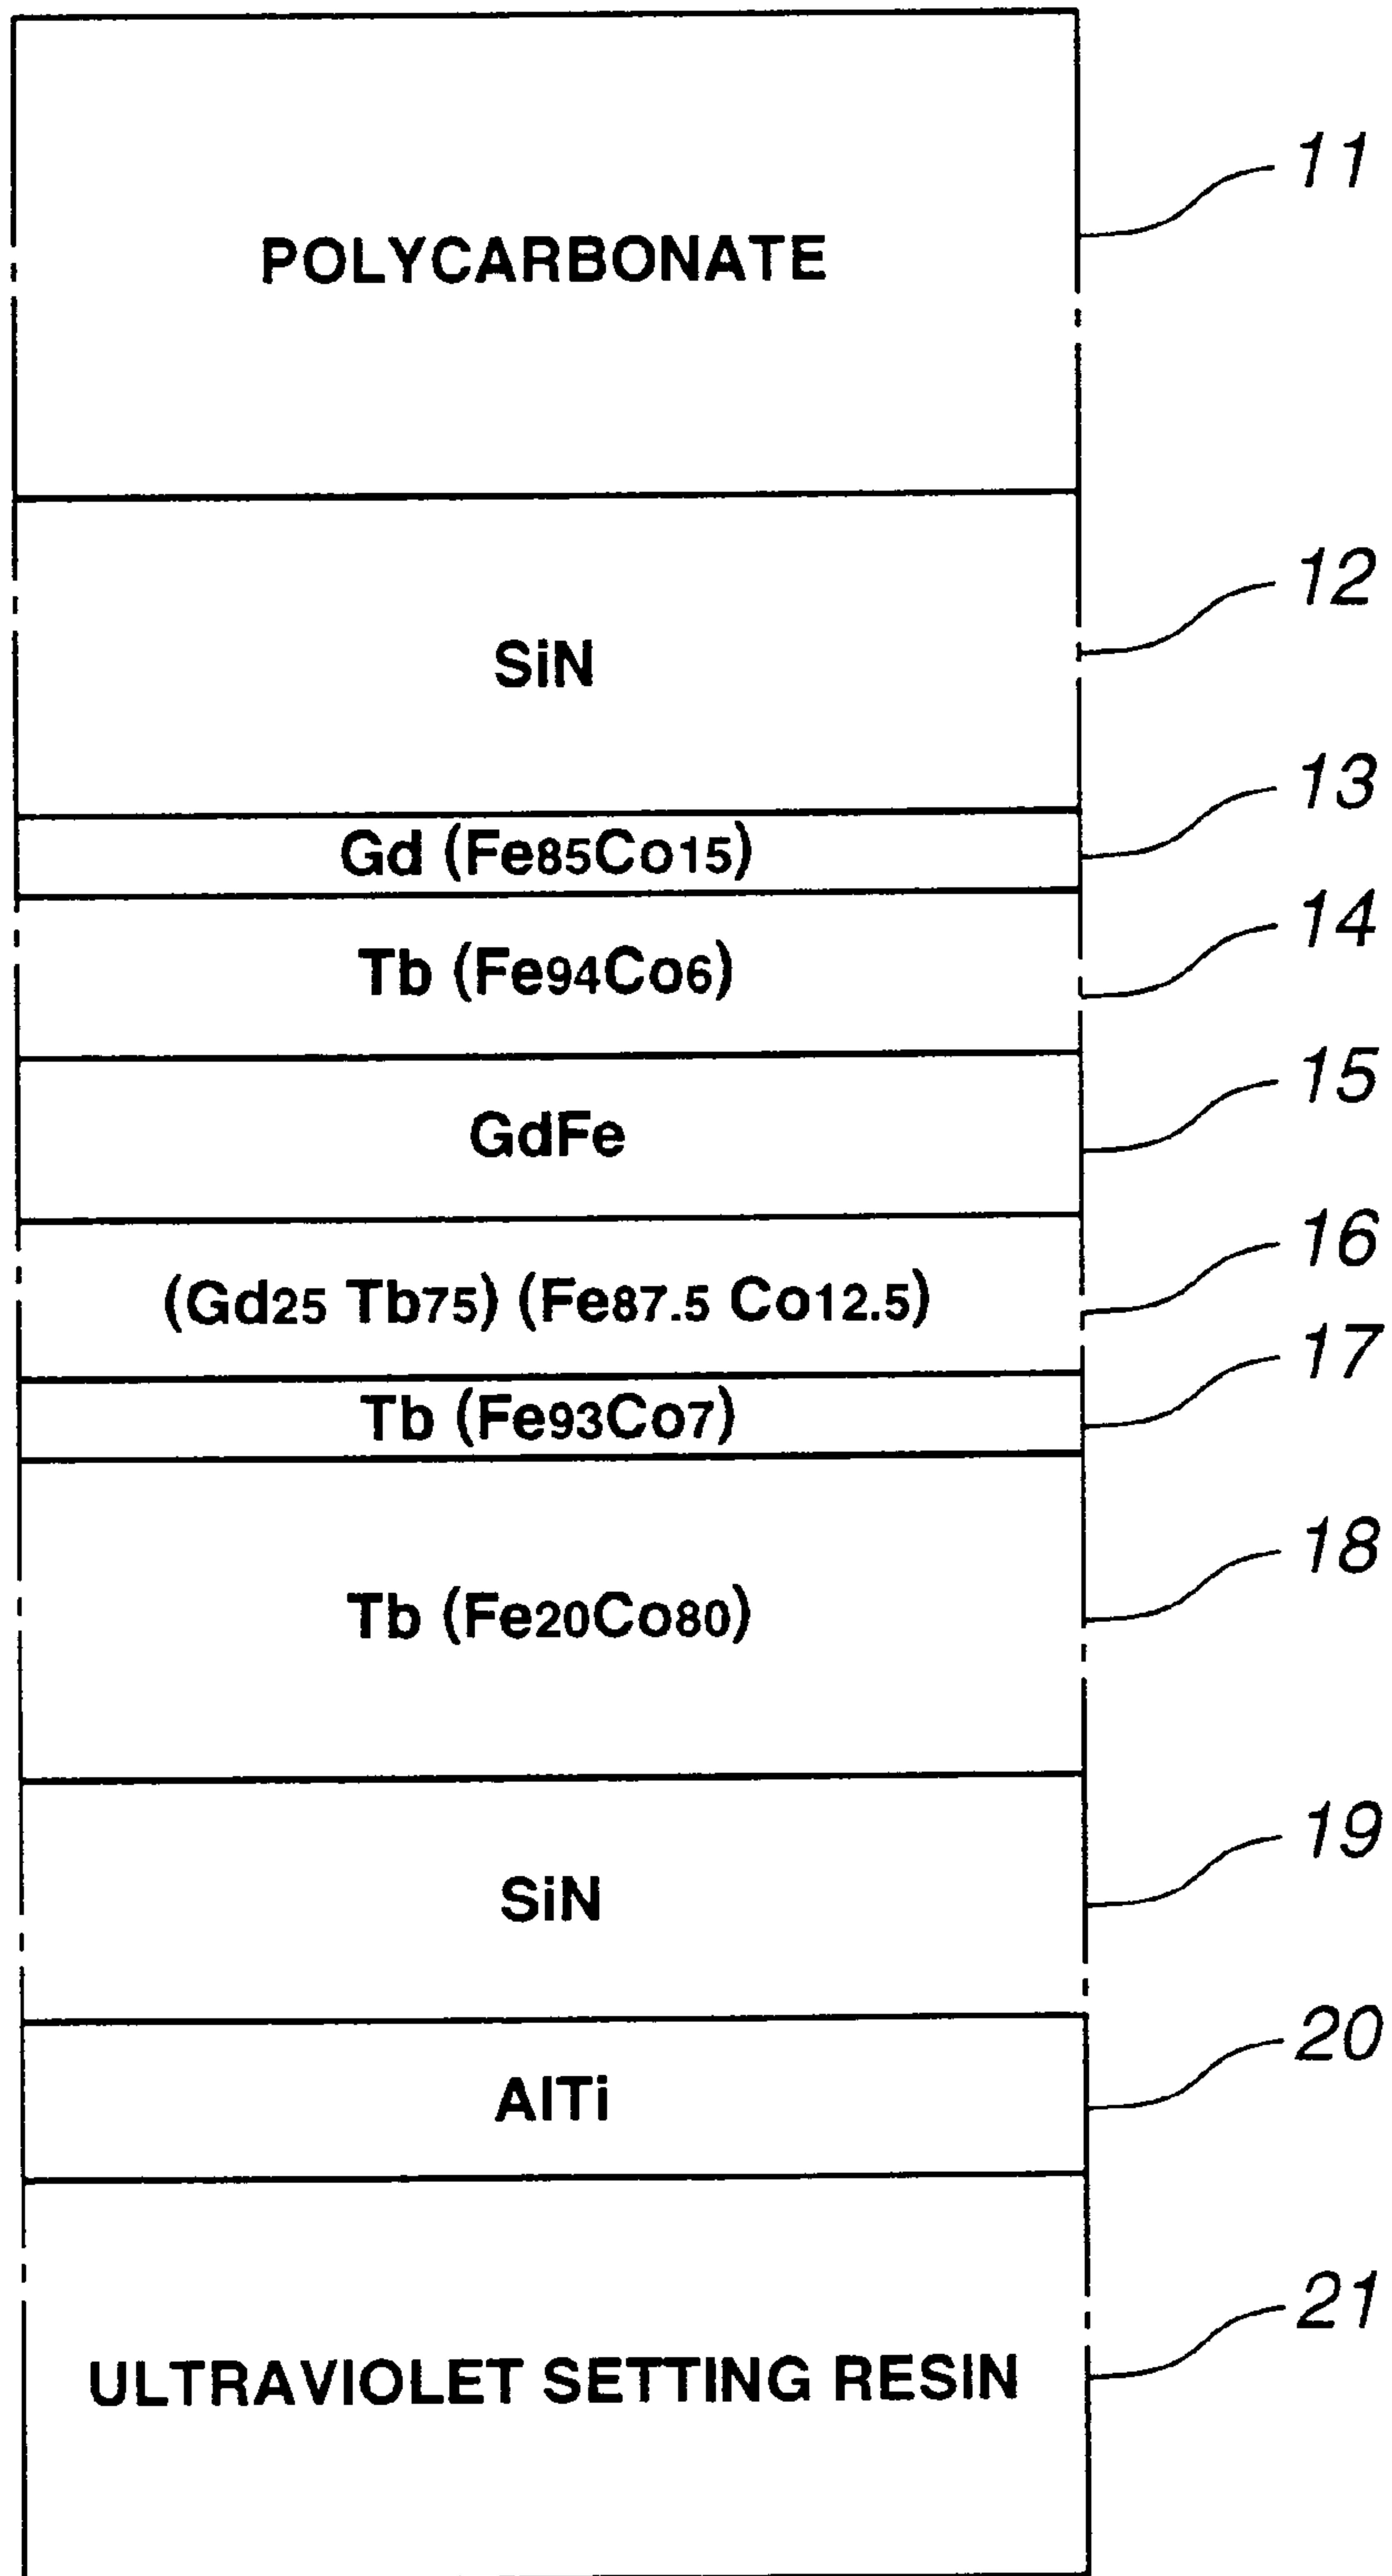 POLYCARBONATE
11
SiN
12
Gd (Fe85Co15)
13
Tb (Fe94Co6)
14
GdFe
15
(Gd25 Tb75) (Fe87.5 Co12.5)
16
Tb (Fe93Co7)
17
Tb (Fe20Co80)
18
SiN
19
AlTi
20
ULTRAVIOLET SETTING RESIN
21